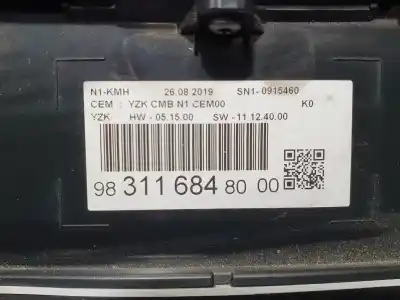 N1-KMH 26.08 2019 SN1-0915460
CEM : YZK CMB N1 CEM00 K0
YZK HW - 05.15.00 SW - 11 12.40.00
98 311 684 80 00